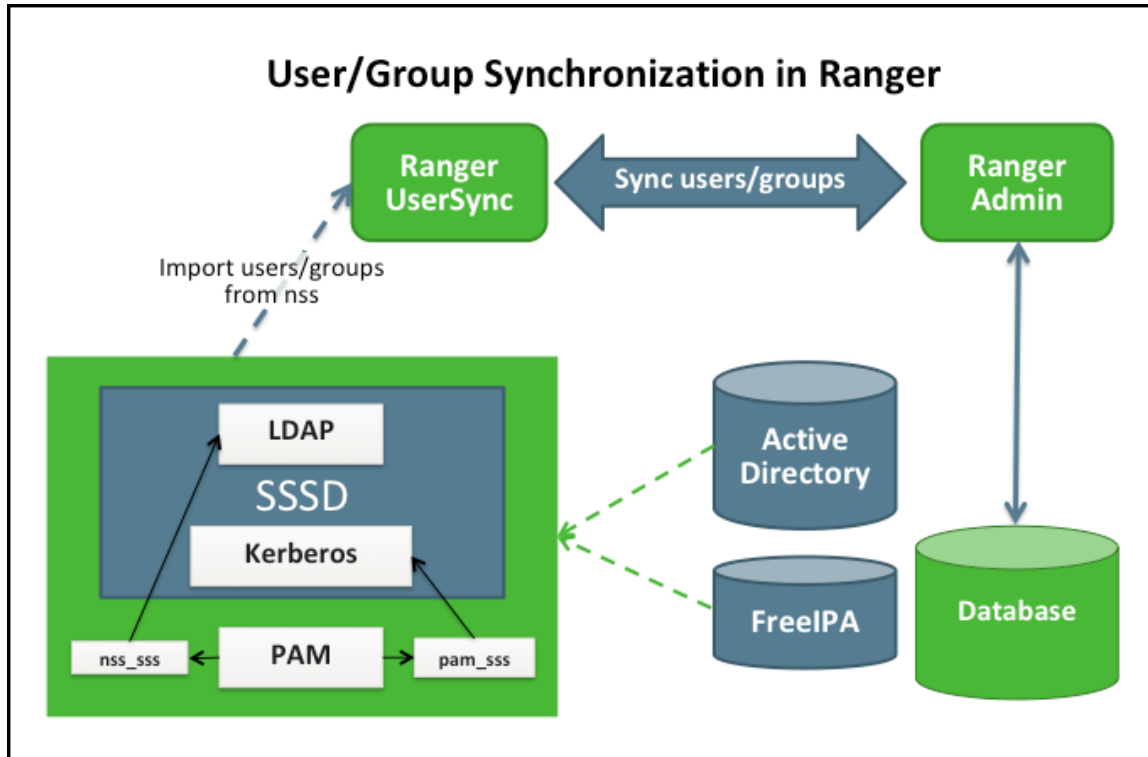 User/Group Synchronization in Ranger
Ranger
UserSync
Sync users/groups
Ranger
Admin
Import users/groups
from nss
LDAP
SSSD
Kerberos
nss_sss
PAM
pam_sss
Active
Directory
FreeIPA
Database